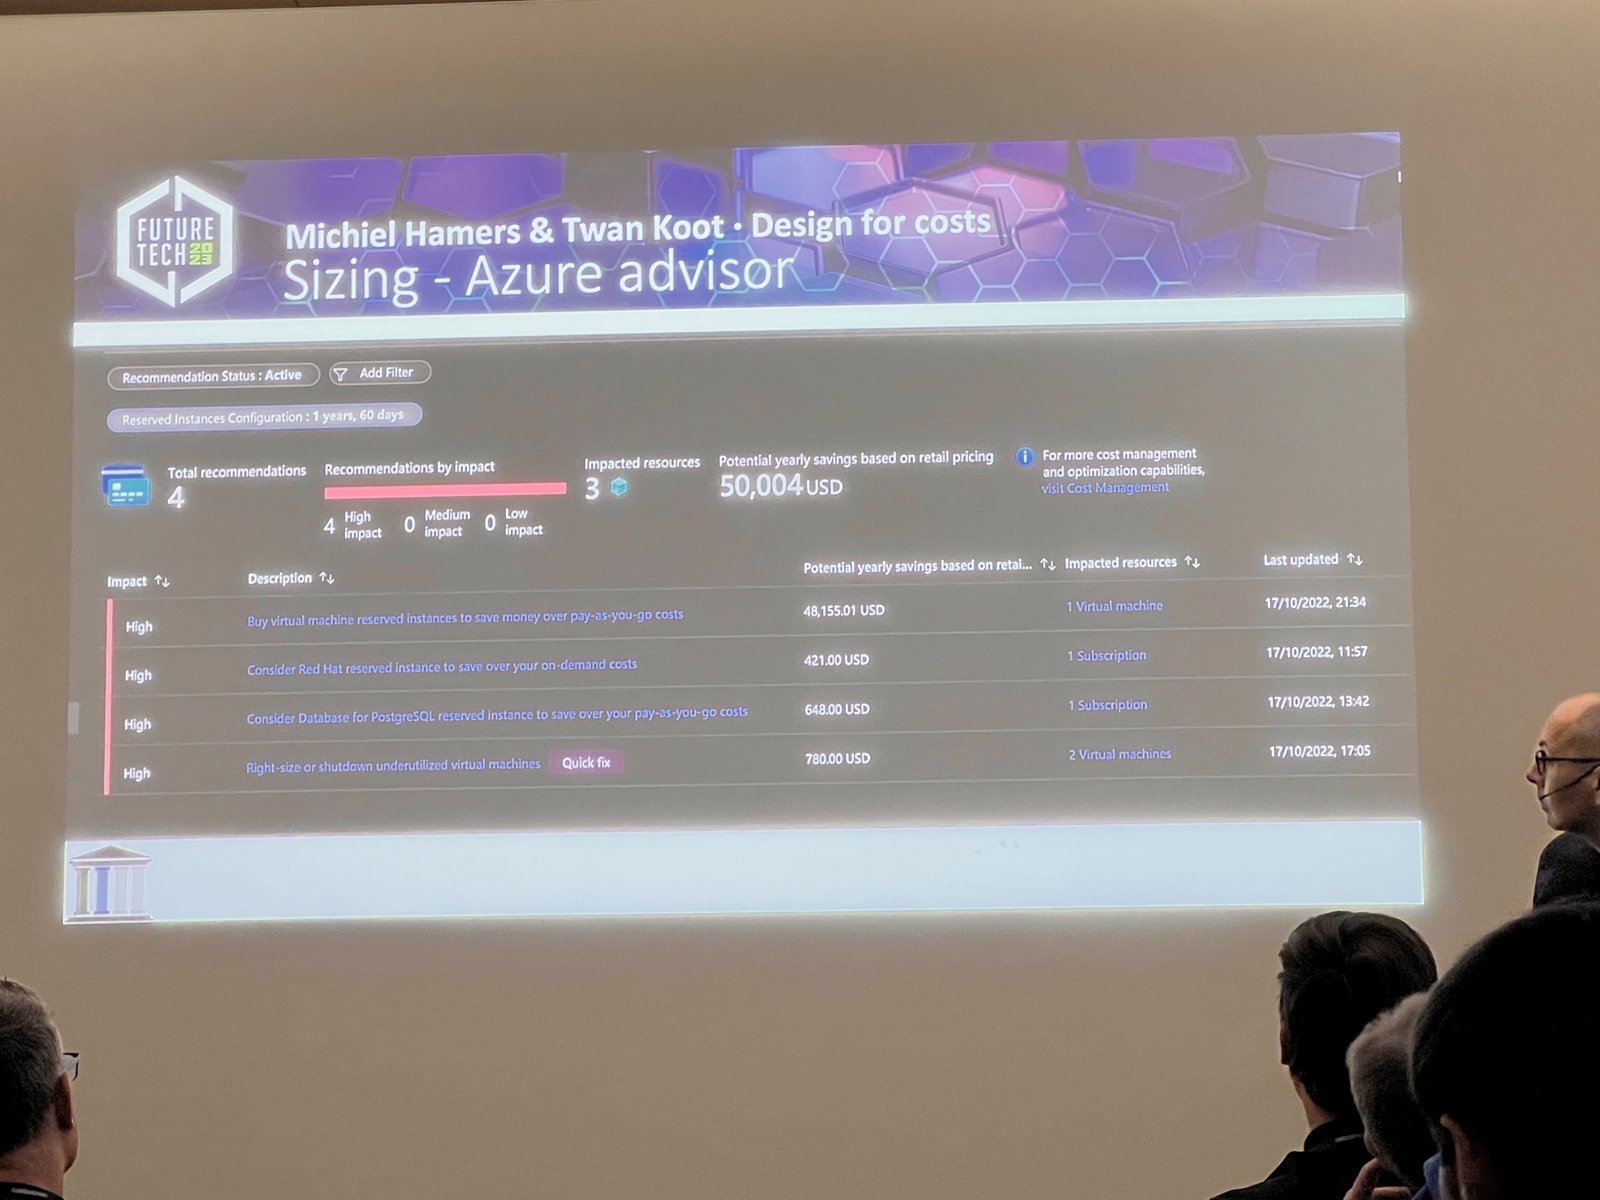 FUTURE
TECH 2023
Michiel Hamers & Twan Koot • Design for costs
Sizing - Azure advisor
Recommendation Status : Active
Add Filter
Reserved Instances Configuration : 1 years, 60 days
Total recommendations
4
Recommendations by impact
4 High impact 0 Medium impact 0 Low impact
Impacted resources
3
Potential yearly savings based on retail pricing
50,004 USD
For more cost management
and optimization capabilities,
visit Cost Management
Impact ↑↓ Description ↑↓ Potential yearly savings based on retai... ↑↓ Impacted resources ↑↓ Last updated ↑↓
High Buy virtual machine reserved instances to save money over pay-as-you-go costs 48,155.01 USD 1 Virtual machine 17/10/2022, 21:34
High Consider Red Hat reserved instance to save over your on-demand costs 421.00 USD 1 Subscription 17/10/2022, 11:57
High Consider Database for PostgreSQL reserved instance to save over your pay-as-you-go costs 648.00 USD 1 Subscription 17/10/2022, 13:42
High Right-size or shutdown underutilized virtual machines Quick fix 780.00 USD 2 Virtual machines 17/10/2022, 17:05